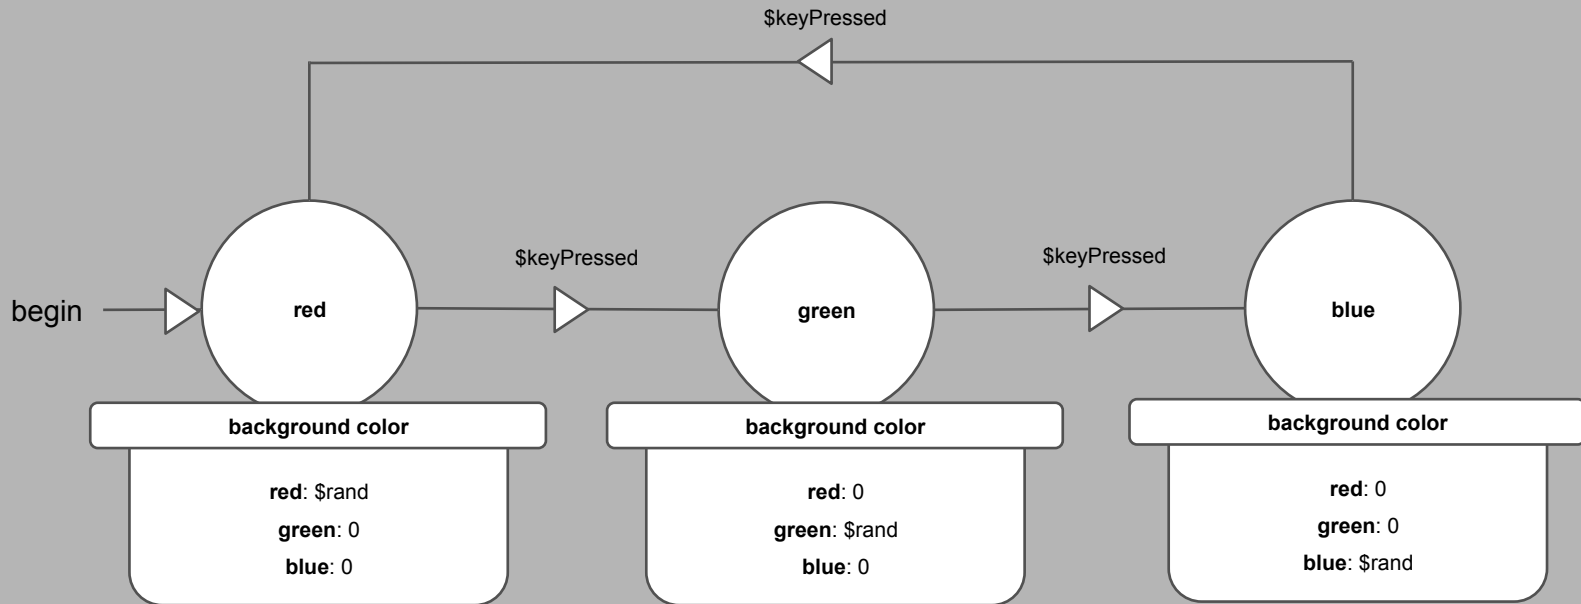 $keyPressed
$keyPressed
$keyPressed
begin
red
green
blue
background color
red: $rand
green: 0
blue: 0
background color
red: 0
green: $rand
blue: 0
background color
red: 0
green: 0
blue: $rand